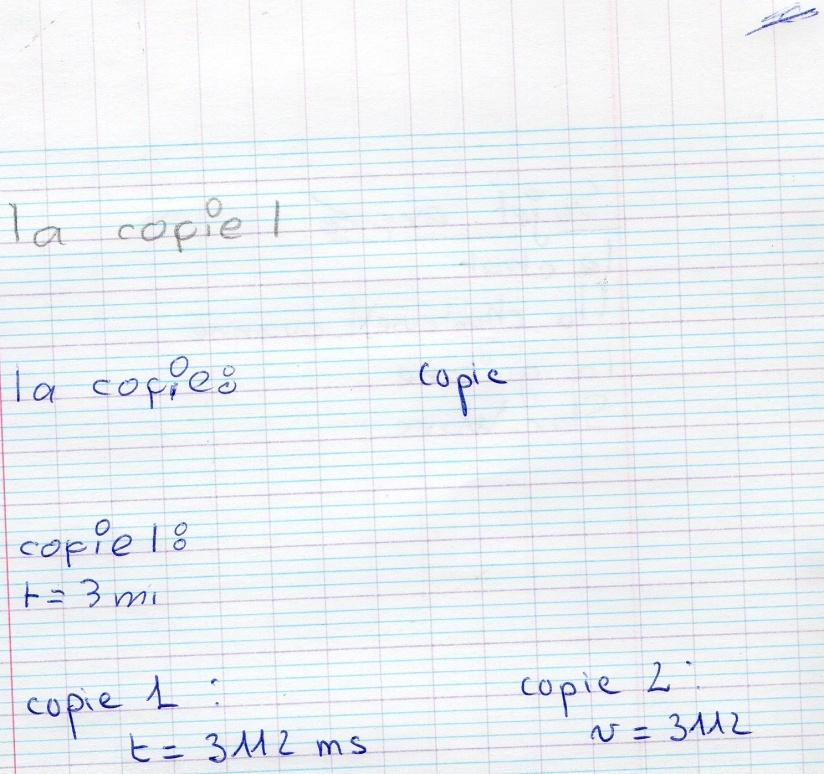 la copie 1
la copie: copie
copie 1:
t = 3 mi
copie 1 : copie 2 :
t = 3112 ms v = 3112